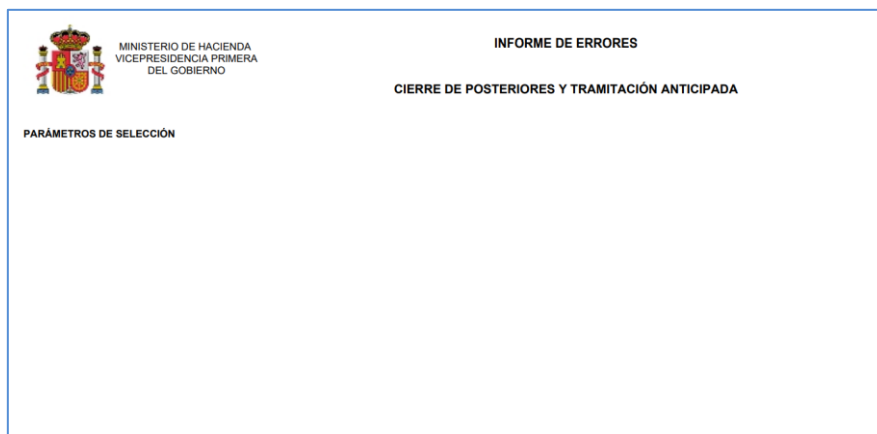 MINISTERIO DE HACIENDA
VICEPRESIDENCIA PRIMERA
DEL GOBIERNO
INFORME DE ERRORES
CIERRE DE POSTERIORES Y TRAMITACIÓN ANTICIPADA
PARÁMETROS DE SELECCIÓN